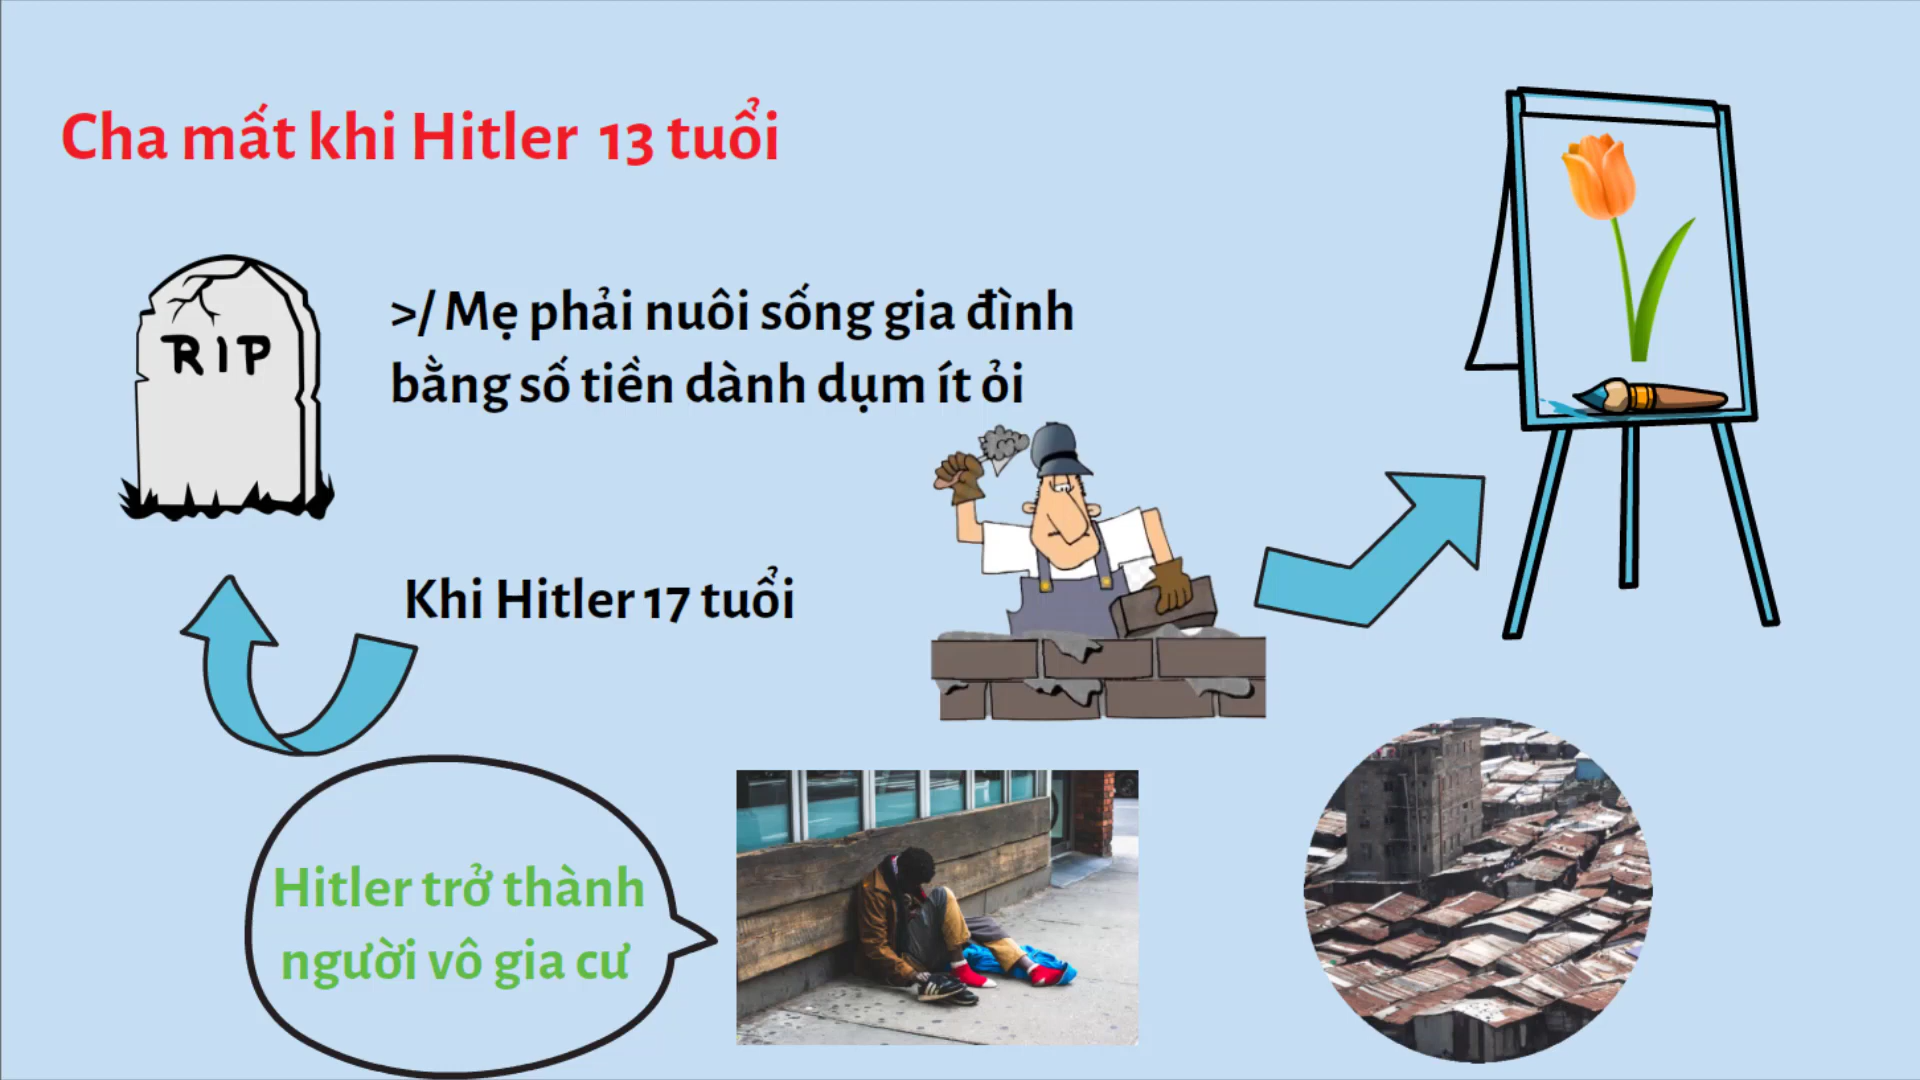 Cha mất khi Hitler 13 tuổi
RIP
>/ Mẹ phải nuôi sống gia đình
bằng số tiền dành dụm ít ỏi
Khi Hitler 17 tuổi
Hitler trở thành
người vô gia cư